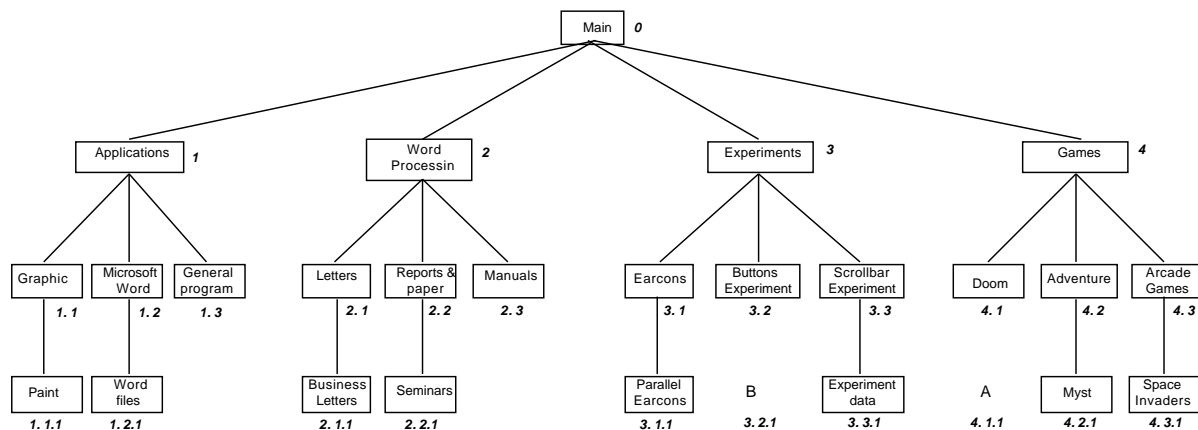 Main 0
Applications 1
Word
Processin 2
Experiments 3
Games 4
Graphic
Microsoft
Word
General
program
Letters
Reports &
paper
Manuals
Earcons
Buttons
Experiment
Scrollbar
Experiment
Doom
Adventure
Arcade
Games
1. 1
1. 2
1. 3
2. 1
2. 2
2. 3
3. 1
3. 2
3. 3
4. 1
4. 2
4. 3
Paint
Word
files
Business
Letters
Seminars
Parallel
Earcons
B
Experiment
data
A
Myst
Space
Invaders
1. 1.1
1. 2.1
2. 1.1
2. 2.1
3. 1.1
3. 2.1
3. 3.1
4. 1.1
4. 2.1
4. 3.1